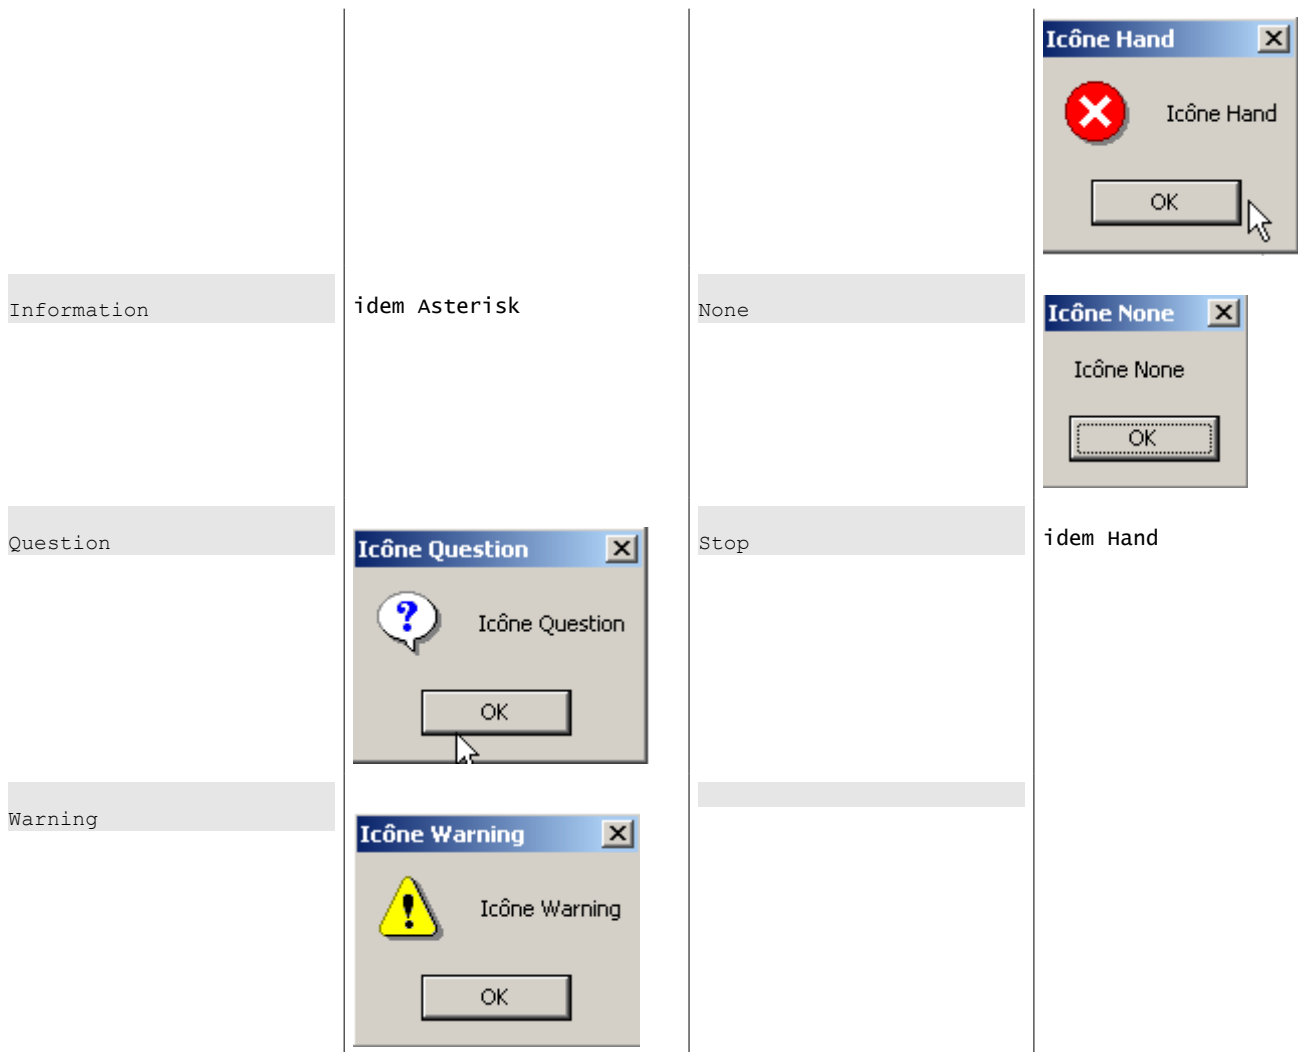 Icône Hand
Icône Hand
OK
Information
idem Asterisk
None
Icône None
Icône None
OK
Question
Icône Question
Icône Question
OK
Stop
idem Hand
Warning
Icône Warning
Icône Warning
OK